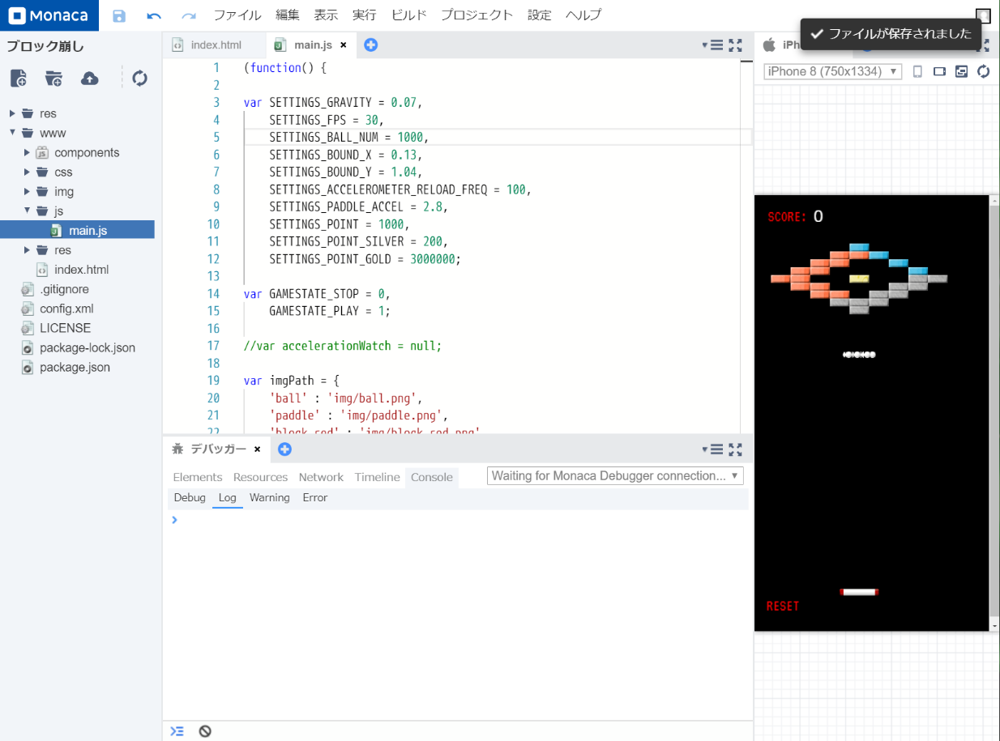 Monaca
ファイル 編集 表示 実行 ビルド プロジェクト 設定 ヘルプ
ファイルが保存されました
ブロック崩し
res
www
components
css
img
js
main.js
res
index.html
.gitignore
config.xml
LICENSE
package-lock.json
package.json
index.html
main.js
1 (function() {
2
3 var SETTINGS_GRAVITY = 0.07,
4 SETTINGS_FPS = 30,
5 SETTINGS_BALL_NUM = 1000,
6 SETTINGS_BOUND_X = 0.13,
7 SETTINGS_BOUND_Y = 1.04,
8 SETTINGS_ACCELEROMETER_RELOAD_FREQ = 100,
9 SETTINGS_PADDLE_ACCEL = 2.8,
10 SETTINGS_POINT = 1000,
11 SETTINGS_POINT_SILVER = 200,
12 SETTINGS_POINT_GOLD = 3000000;
13
14 var GAMESTATE_STOP = 0,
15 GAMESTATE_PLAY = 1;
16
17 //var accelerationWatch = null;
18
19 var imgPath = {
20 'ball' : 'img/ball.png',
21 'paddle' : 'img/paddle.png',
22 'block_red' : 'img/block_red.png'
デバッガー
Elements Resources Network Timeline Console
Waiting for Monaca Debugger connection...
Debug Log Warning Error
iPh
iPhone 8 (750x1334)
SCORE: 0
RESET